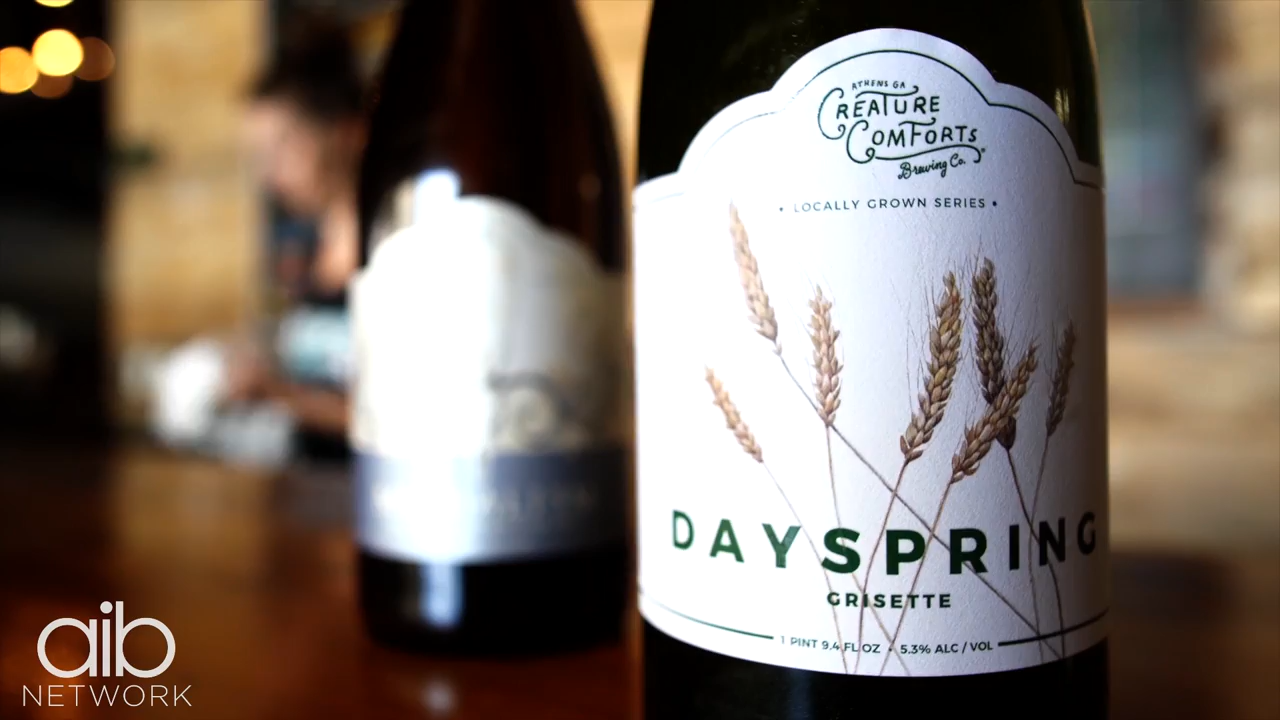 ATHENS GA
CREATURE
COMFORTS
Brewing Co.
• LOCALLY GROWN SERIES •
DAYSPRING
GRISETTE
1 PINT 9.4 FL OZ • 5.3% ALC / VOL
aib
NETWORK